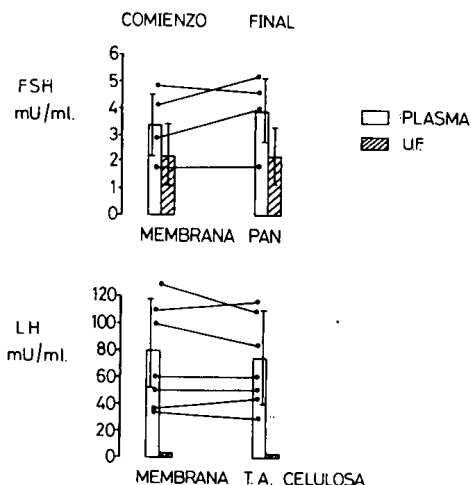 COMIENZO FINAL
FSH
mU/ml.
6
5
4
3
2
1
0
PLASMA
U.F.
MEMBRANA PAN
LH
mU/ml.
120
100
80
60
40
20
0
MEMBRANA T.A. CELULOSA